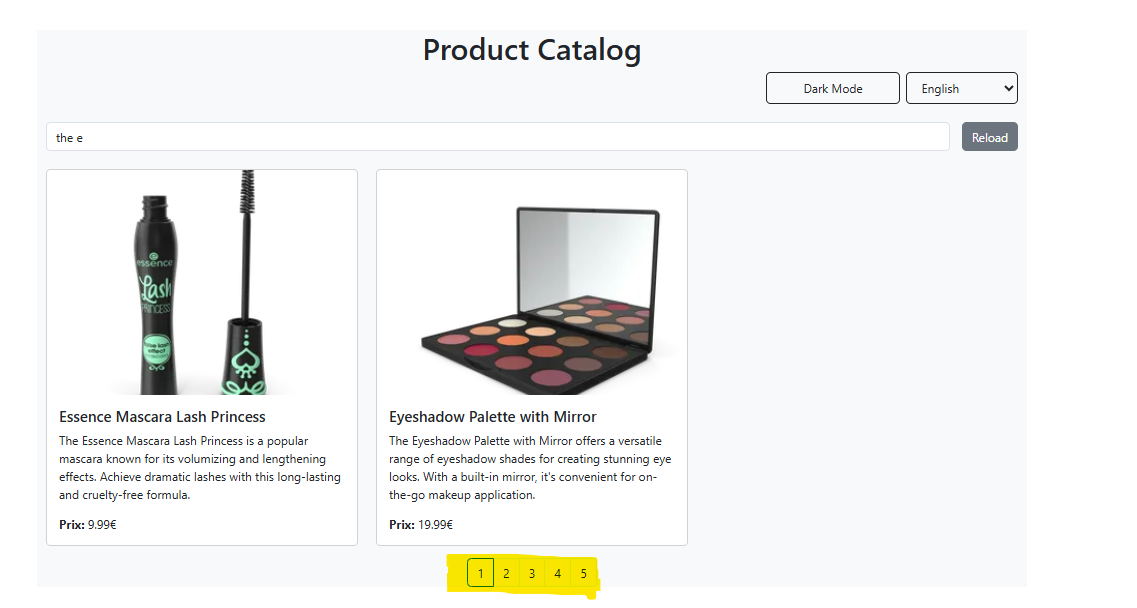 Product Catalog
Dark Mode
English
the e
Reload
essence
Lash
PRINCESS
false lash
effect
Essence Mascara Lash Princess
The Essence Mascara Lash Princess is a popular
mascara known for its volumizing and lengthening
effects. Achieve dramatic lashes with this long-lasting
and cruelty-free formula.
Prix: 9.99€
Eyeshadow Palette with Mirror
The Eyeshadow Palette with Mirror offers a versatile
range of eyeshadow shades for creating stunning eye
looks. With a built-in mirror, it's convenient for on-
the-go makeup application.
Prix: 19.99€
1 2 3 4 5